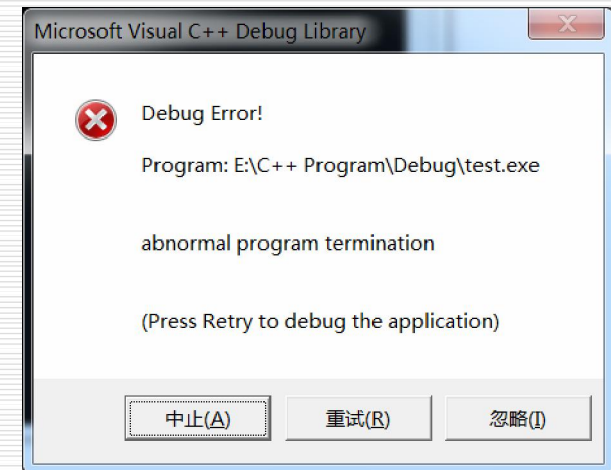 Microsoft Visual C++ Debug Library
Debug Error!
Program: E:\C++ Program\Debug\test.exe
abnormal program termination
(Press Retry to debug the application)
中止(A) 重试(R) 忽略(I)